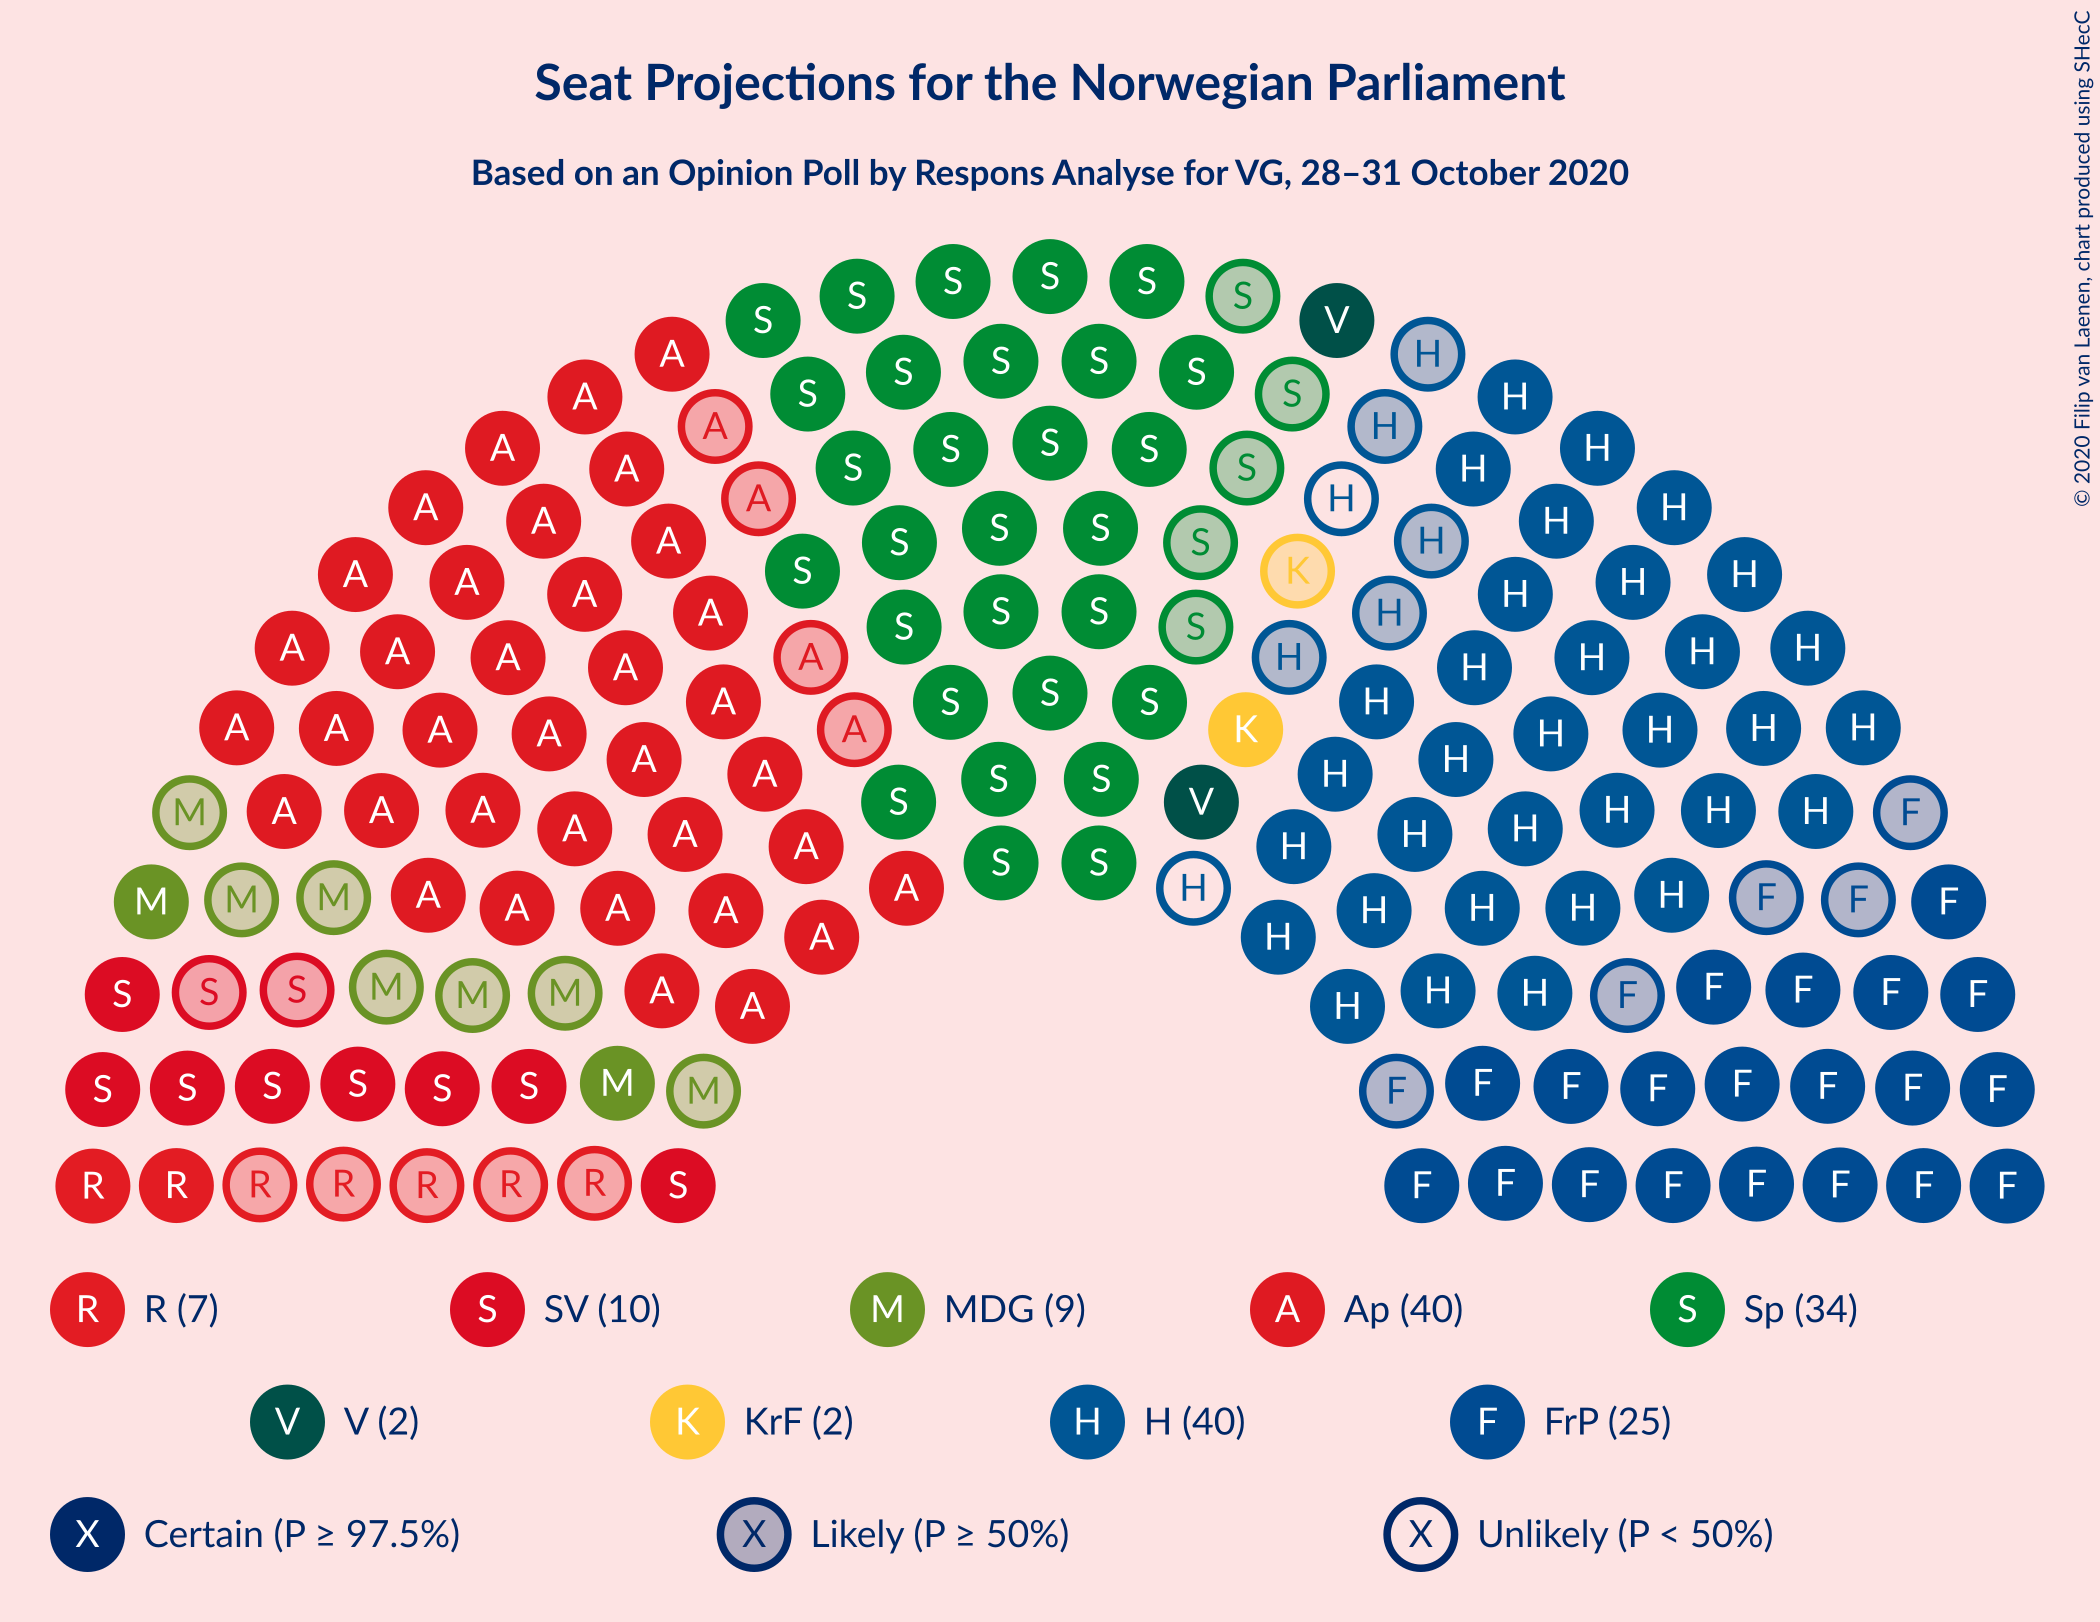 Seat Projections for the Norwegian Parliament
Based on an Opinion Poll by Respons Analyse for VG, 28–31 October 2020
© 2020 Filip van Laenen, chart produced using SHecC
S S S S S S V
A S S S S S S H
A A S S S S S H H
A A A S S S S H H H
A A A S S S S S K H H H
A A A A S S S H H H H
A A A A A K H H H H
A A A A A S S S V H H H H H
M A A A A A A S S H H H H H H F
M M M A A A A A H H H H H H F F F
S S S M M M A A H H H F F F F F
S S S S S S M M F F F F F F F F
R R R R R R R S F F F F F F F F
R R (7) S SV (10) M MDG (9) A Ap (40) S Sp (34)
V V (2) K KrF (2) H H (40) F FrP (25)
X Certain (P ≥ 97.5%) X Likely (P ≥ 50%) X Unlikely (P < 50%)